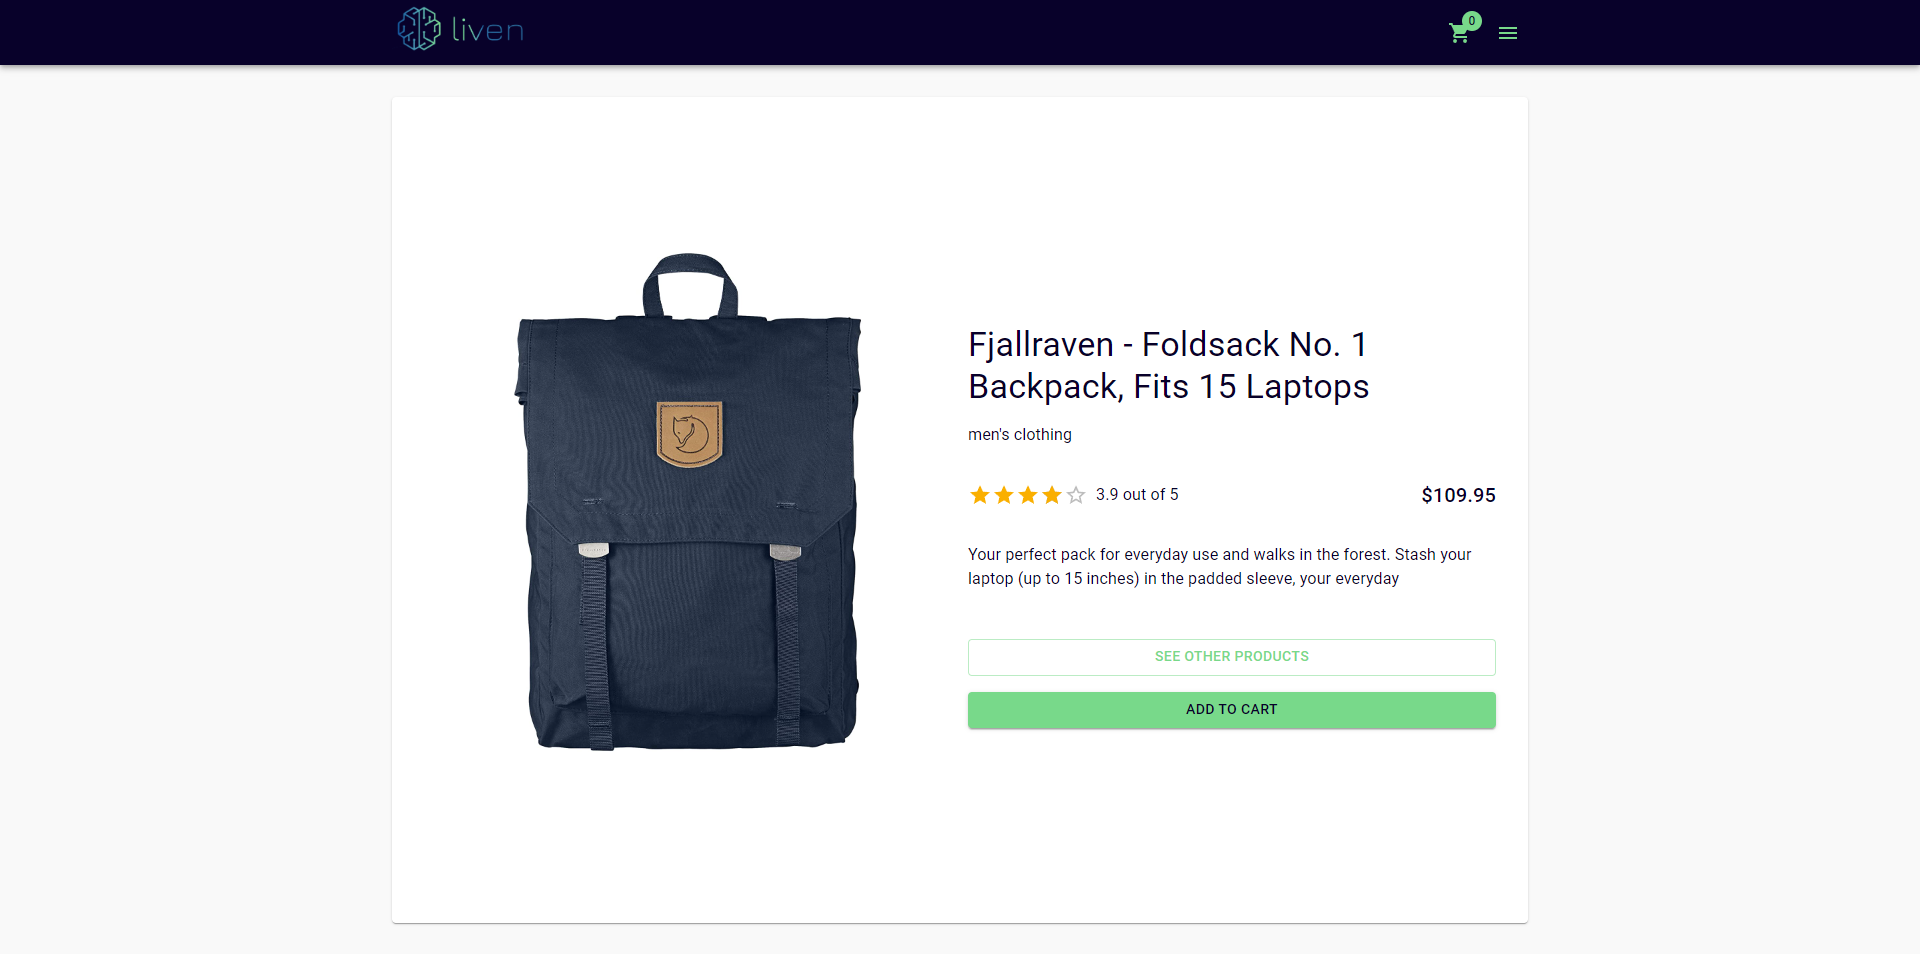 liven
0
Fjallraven - Foldsack No. 1
Backpack, Fits 15 Laptops
men's clothing
3.9 out of 5
$109.95
Your perfect pack for everyday use and walks in the forest. Stash your
laptop (up to 15 inches) in the padded sleeve, your everyday
SEE OTHER PRODUCTS
ADD TO CART